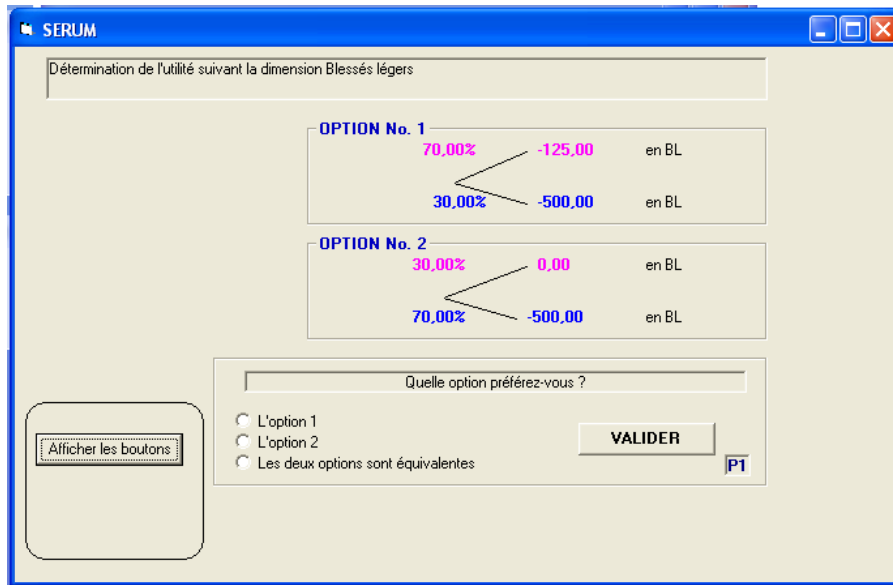 SERUM
Détermination de l'utilité suivant la dimension Blessés légers
OPTION No. 1
70,00% -125,00 en BL
30,00% -500,00 en BL
OPTION No. 2
30,00% 0,00 en BL
70,00% -500,00 en BL
Quelle option préférez-vous ?
L'option 1
L'option 2
Les deux options sont équivalentes
VALIDER
P1
Afficher les boutons